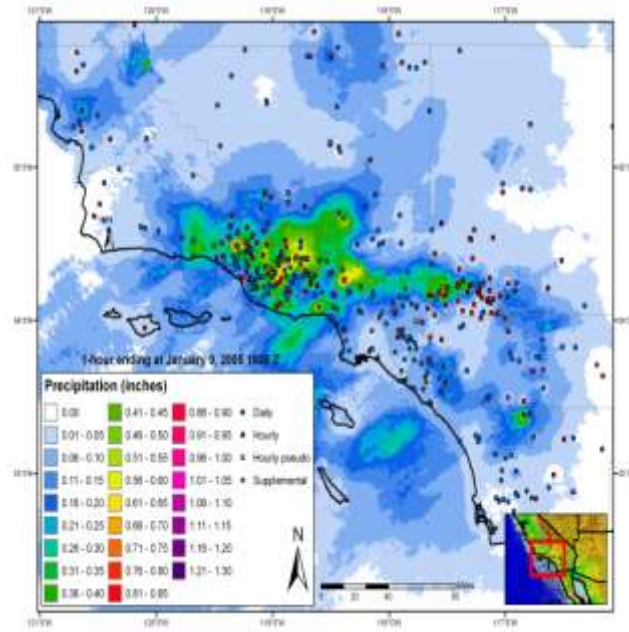 1-hour ending at January 9, 2005
Precipitation (inches)
0.00
0.01 - 0.05
0.06 - 0.10
0.11 - 0.15
0.16 - 0.20
0.21 - 0.25
0.26 - 0.30
0.31 - 0.35
0.36 - 0.40
0.41 - 0.45
0.46 - 0.50
0.51 - 0.55
0.56 - 0.60
0.61 - 0.65
0.66 - 0.70
0.71 - 0.75
0.76 - 0.80
0.81 - 0.85
0.86 - 0.90
0.91 - 0.95
0.96 - 1.00
1.01 - 1.05
1.06 - 1.10
1.11 - 1.15
1.16 - 1.20
1.21 - 1.30
Daily
Hourly
Hourly pseudo
Supplemental
N